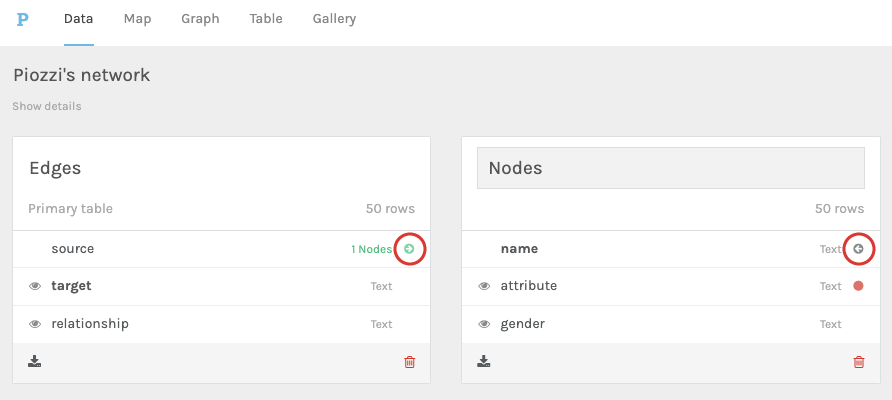 P Data Map Graph Table Gallery
Piozzi's network
Show details
Edges
Primary table 50 rows
source 1 Nodes
target Text
relationship Text
Nodes
50 rows
name Text
attribute Text
gender Text